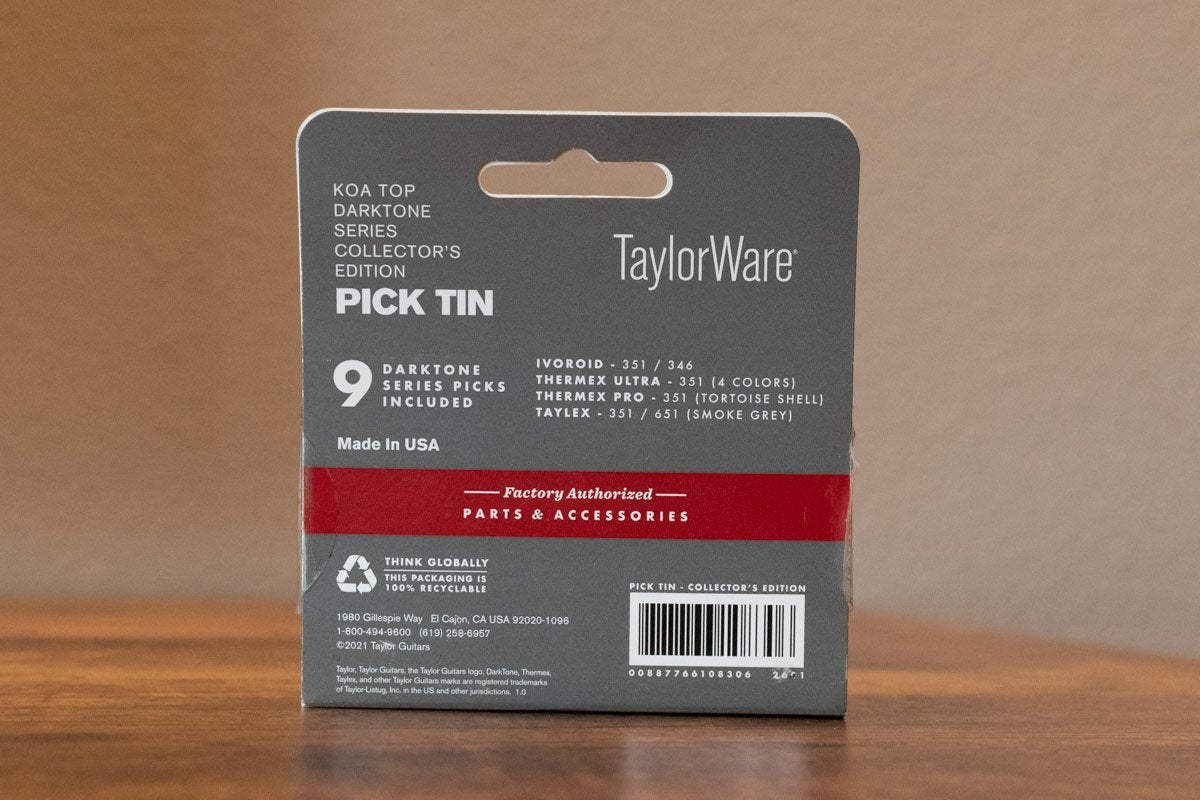 KOA TOP
DARKTONE
SERIES
COLLECTOR'S
EDITION
PICK TIN
TaylorWare®
9 DARKTONE
SERIES PICKS
INCLUDED
IVOROID - 351 / 346
THERMEX ULTRA - 351 (4 COLORS)
THERMEX PRO - 351 (TORTOISE SHELL)
TAYLEX - 351 / 651 (SMOKE GREY)
Made In USA
Factory Authorized
PARTS & ACCESSORIES
THINK GLOBALLY
THIS PACKAGING IS
100% RECYCLABLE
1980 Gillespie Way El Cajon, CA USA 92020-1096
1-800-494-9600 (619) 258-6957
©2021 Taylor Guitars
Taylor, Taylor Guitars, the Taylor Guitars logo, DarkTone, Thermex,
Taylex, and other Taylor Guitars marks are registered trademarks
of Taylor-Listug, Inc. in the US and other jurisdictions. 1.0
PICK TIN - COLLECTOR'S EDITION
00887766108306